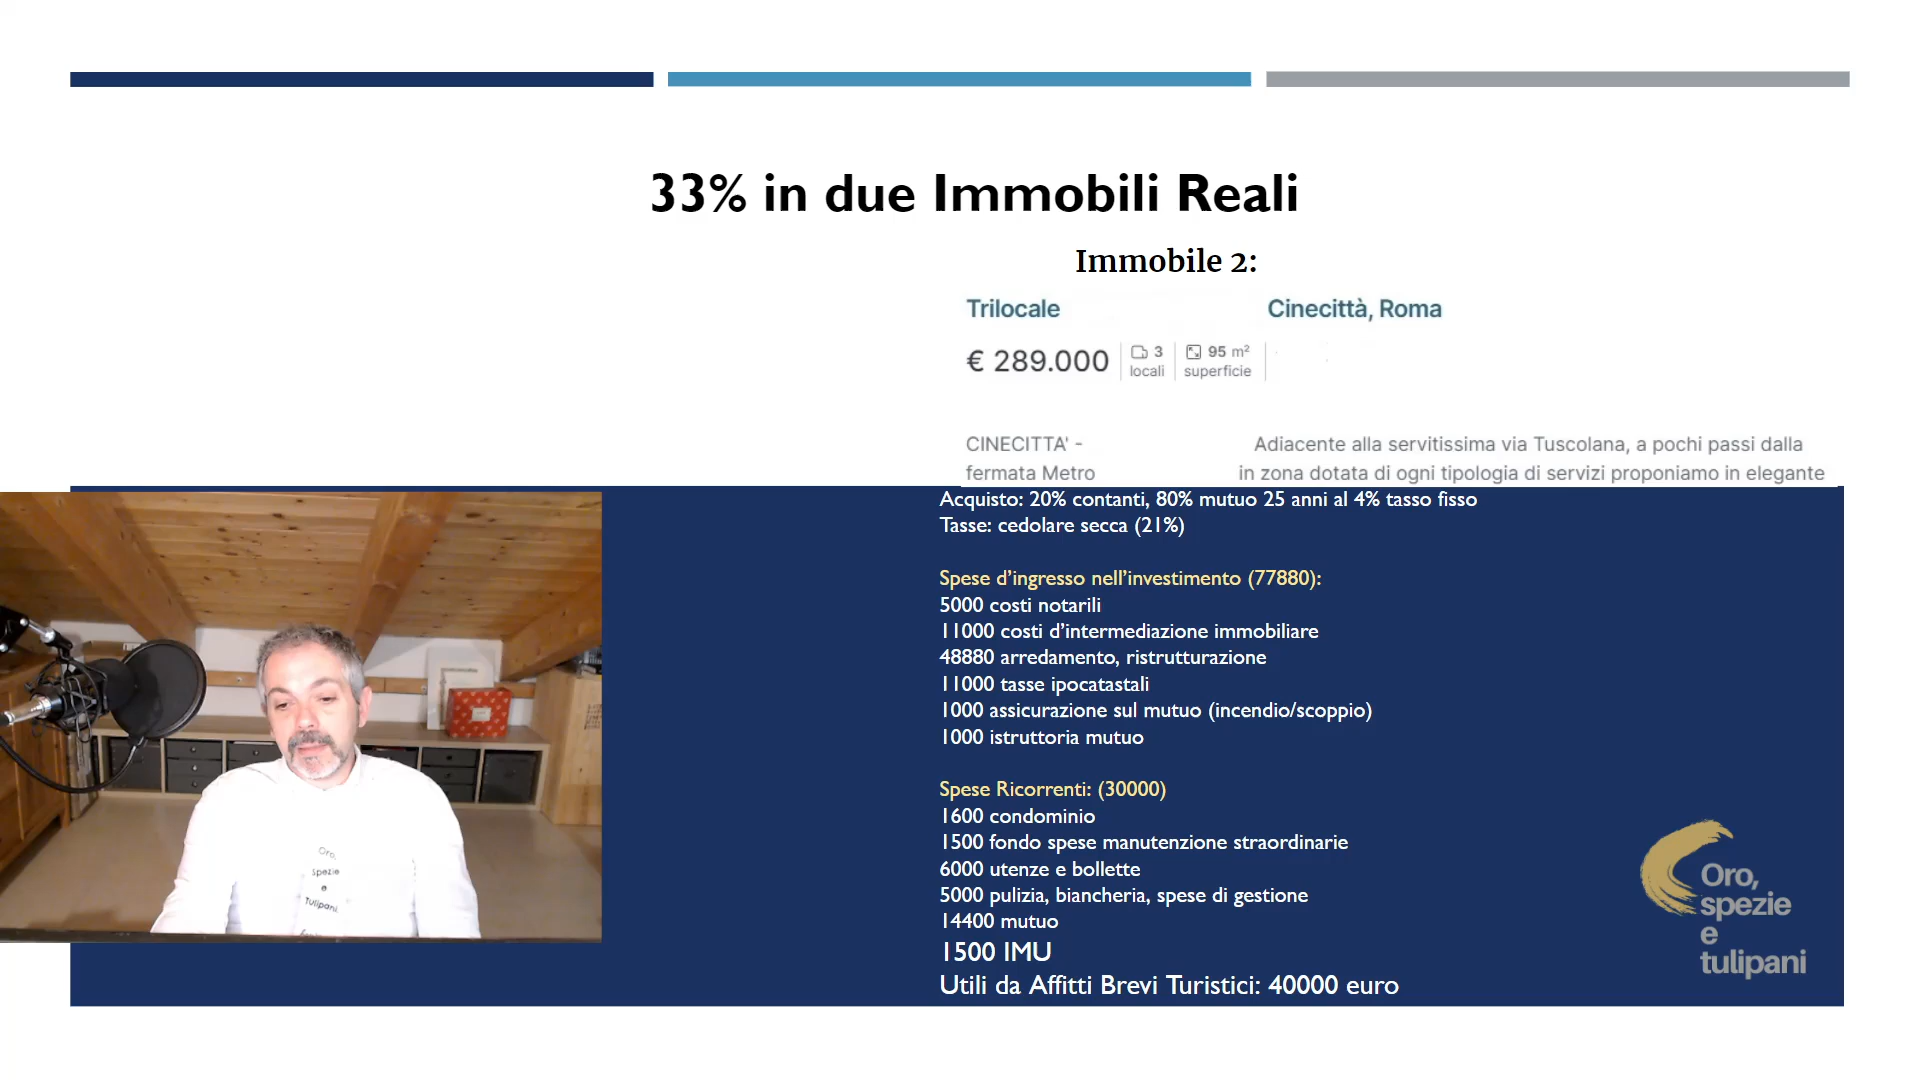 33% in due Immobili Reali
Immobile 2:
Trilocale Cinecittà, Roma
€ 289.000 3 locali 95 m² superficie
CINECITTA' - Adiacente alla servitissima via Tuscolana, a pochi passi dalla
fermata Metro in zona dotata di ogni tipologia di servizi proponiamo in elegante
Acquisto: 20% contanti, 80% mutuo 25 anni al 4% tasso fisso
Tasse: cedolare secca (21%)
Spese d’ingresso nell’investimento (77880):
5000 costi notarili
11000 costi d’intermediazione immobiliare
48880 arredamento, ristrutturazione
11000 tasse ipocatastali
1000 assicurazione sul mutuo (incendio/scoppio)
1000 istruttoria mutuo
Spese Ricorrenti: (30000)
1600 condominio
1500 fondo spese manutenzione straordinarie
6000 utenze e bollette
5000 pulizia, biancheria, spese di gestione
14400 mutuo
1500 IMU
Utili da Affitti Brevi Turistici: 40000 euro
Oro,
spezie
e
tulipani
Oro,
Spezie
e
Tulipani